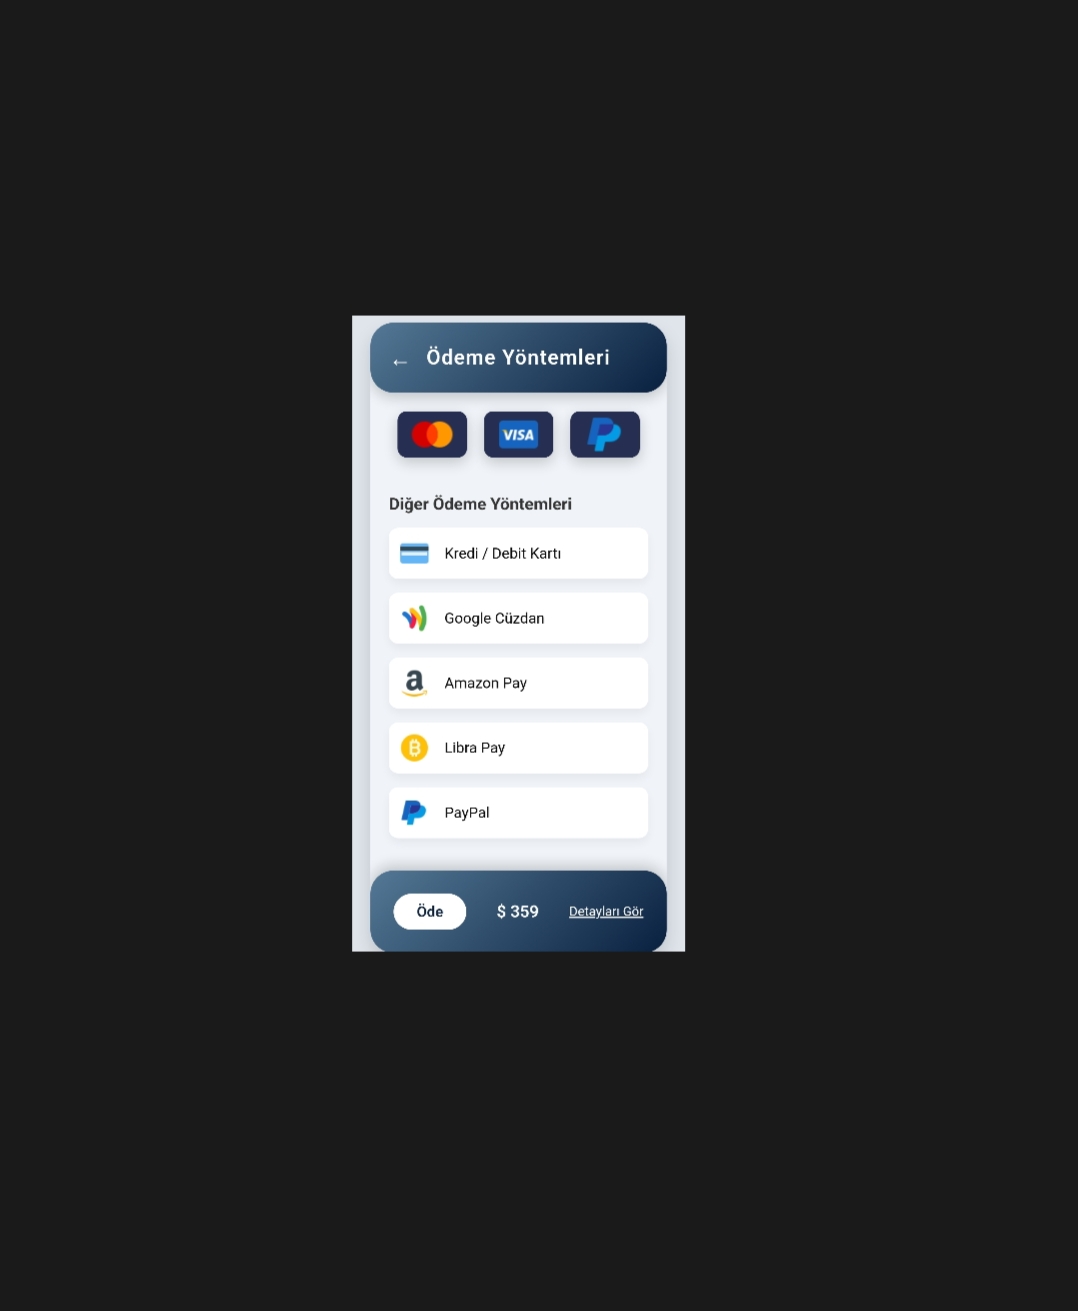 ← Ödeme Yöntemleri
VISA
Diğer Ödeme Yöntemleri
Kredi / Debit Kartı
Google Cüzdan
a Amazon Pay
Libra Pay
PayPal
Öde $ 359 Detayları Gör